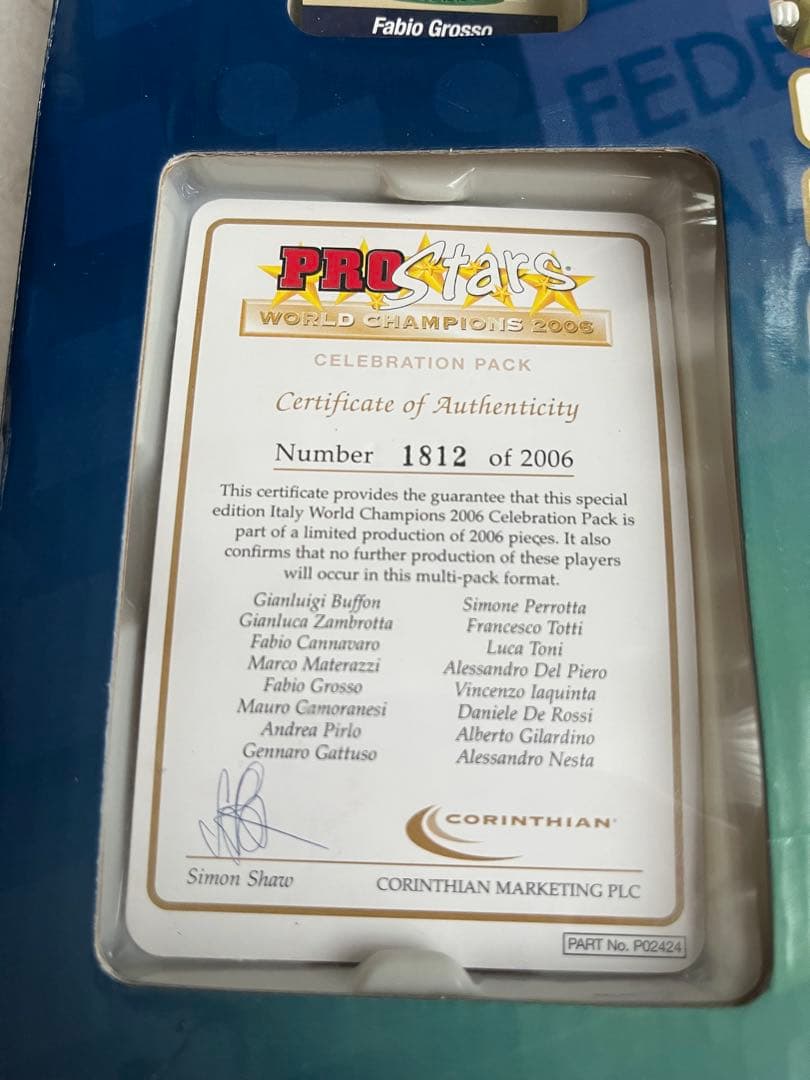 Fabio Grosso
FEDE
PROStars
WORLD CHAMPIONS 2006
CELEBRATION PACK
Certificate of Authenticity
Number 1812 of 2006
This certificate provides the guarantee that this special
edition Italy World Champions 2006 Celebration Pack is
part of a limited production of 2006 pieces. It also
confirms that no further production of these players
will occur in this multi-pack format.
Gianluigi Buffon
Gianluca Zambrotta
Fabio Cannavaro
Marco Materazzi
Fabio Grosso
Mauro Camoranesi
Andrea Pirlo
Gennaro Gattuso
Simone Perrotta
Francesco Totti
Luca Toni
Alessandro Del Piero
Vincenzo Iaquinta
Daniele De Rossi
Alberto Gilardino
Alessandro Nesta
CORINTHIAN
Simon Shaw
CORINTHIAN MARKETING PLC
PART No. P02424